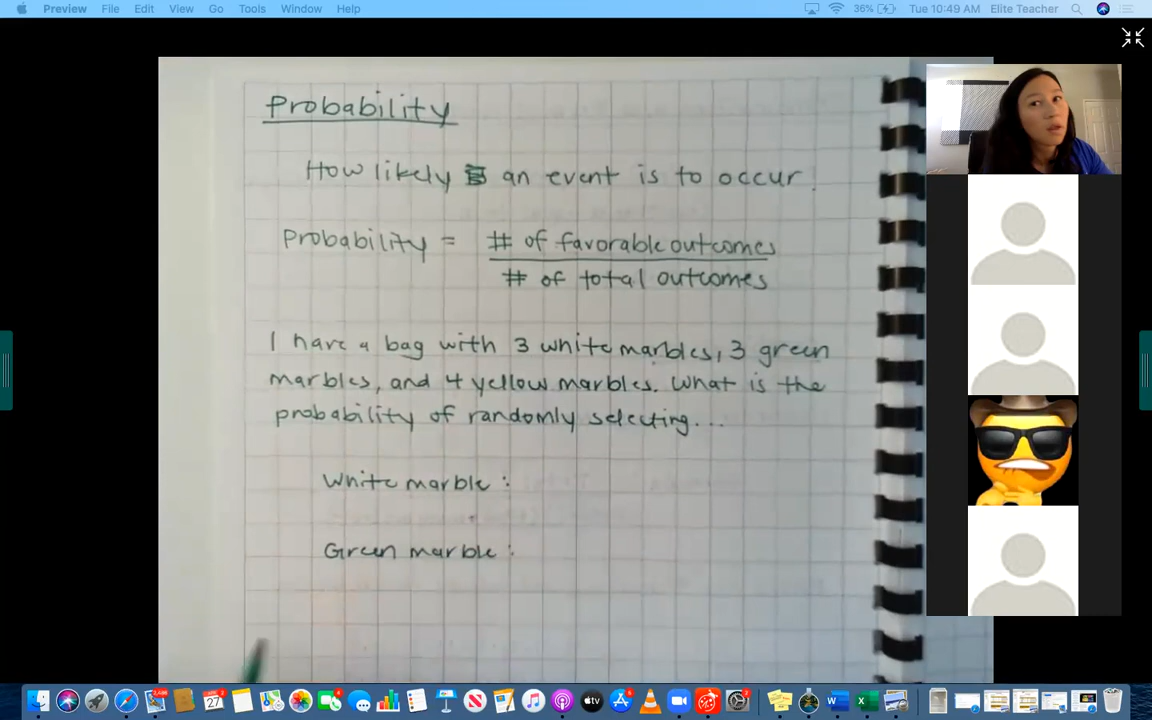 Preview File Edit View Go Tools Window Help 36% Tue 10:49 AM Elite Teacher
Probability
How likely an event is to occur.
Probability = # of favorable outcomes
# of total outcomes
I have a bag with 3 white marbles, 3 green
marbles, and 4 yellow marbles. What is the
probability of randomly selecting...
White marble:
Green marble: